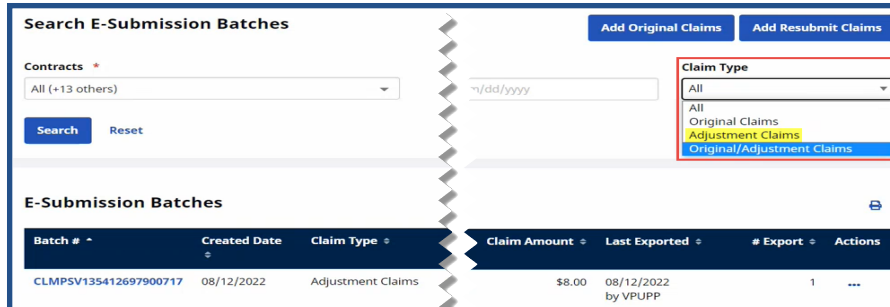 Search E-Submission Batches
Add Original Claims
Add Resubmit Claims
Contracts *
All (+13 others)
m/dd/yyyy
Claim Type
All
All
Original Claims
Adjustment Claims
Original/Adjustment Claims
Search
Reset
E-Submission Batches
Batch #
Created Date
Claim Type
Claim Amount
Last Exported
# Export
Actions
CLMPSV135412697900717
08/12/2022
Adjustment Claims
$8.00
08/12/2022
by VPUPP
1
...